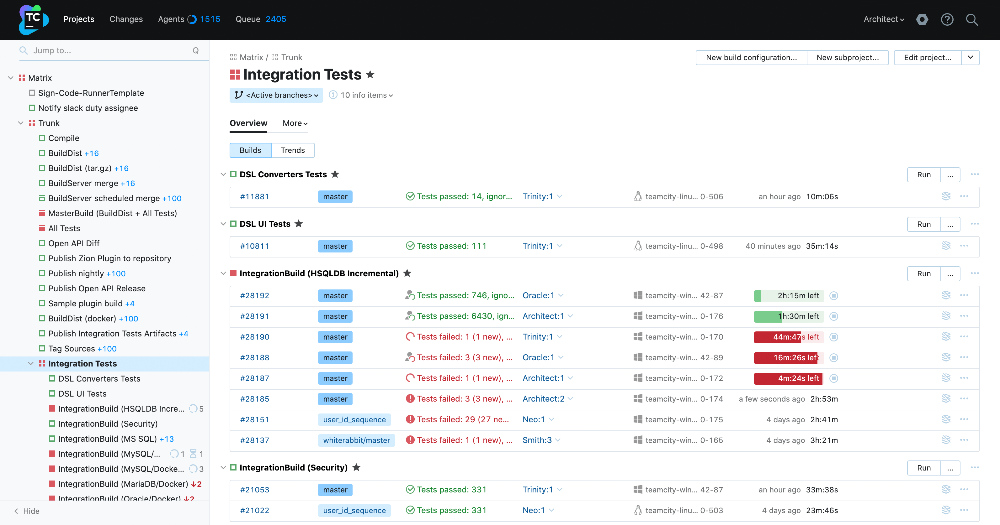 TC Projects Changes Agents 1515 Queue 2405 Architect
Jump to... Q
Matrix
Sign-Code-RunnerTemplate
Notify slack duty assignee
Trunk
Compile
BuildDist +16
BuildDist (tar.gz) +16
BuildServer merge +16
BuildServer scheduled merge +100
MasterBuild (BuildDist + All Tests)
All Tests
Open API Diff
Publish Zion Plugin to repository
Publish nightly +100
Publish Open API Release
Sample plugin build +4
BuildDist (docker) +100
Publish Integration Tests Artifacts +4
Tag Sources +100
Integration Tests
DSL Converters Tests
DSL UI Tests
IntegrationBuild (HSQLDB Incre... 5
IntegrationBuild (Security)
IntegrationBuild (MS SQL) +13
IntegrationBuild (MySQL/... 1 1
IntegrationBuild (MySQL/Docke... 3
IntegrationBuild (MariaDB/Docker) 2
IntegrationBuild (Oracle/Docker) 2
Hide
Matrix / Trunk
New build configuration... New subproject... Edit project...
Integration Tests
<Active branches> 10 info items
Overview More
Builds Trends
DSL Converters Tests Run ...
#11881 master Tests passed: 14, ignor... Trinity:1 teamcity-linu... 0-506 an hour ago 10m:06s
DSL UI Tests Run ...
#10811 master Tests passed: 111 Trinity:1 teamcity-linu... 0-498 40 minutes ago 35m:14s
IntegrationBuild (HSQLDB Incremental) Run ...
#28192 master Tests passed: 746, igno... Oracle:1 teamcity-win... 42-87 2h:15m left
#28191 master Tests passed: 6430, ign... Architect:1 teamcity-win... 0-176 1h:30m left
#28190 master Tests failed: 1 (1 new), ... Trinity:1 teamcity-win... 0-170 44m:47s left
#28188 master Tests failed: 3 (3 new), ... Oracle:1 teamcity-win... 42-89 16m:26s left
#28187 master Tests failed: 1 (1 new), ... Architect:1 teamcity-win... 0-172 4m:24s left
#28185 master Tests failed: 3 (3 new), ... Architect:2 teamcity-win... 0-174 a few seconds ago 2h:53m
#28151 user_id_sequence Tests failed: 29 (27 ne... Neo:1 teamcity-win... 0-175 4 days ago 2h:41m
#28137 whiterabbit/master Tests failed: 1 (1 new), ... Smith:3 teamcity-win... 0-165 4 days ago 3h:21m
IntegrationBuild (Security) Run ...
#21053 master Tests passed: 331 Trinity:1 teamcity-win... 42-87 an hour ago 33m:38s
#21022 user_id_sequence Tests passed: 331 Neo:1 teamcity-linu... 0-503 4 days ago 23m:46s